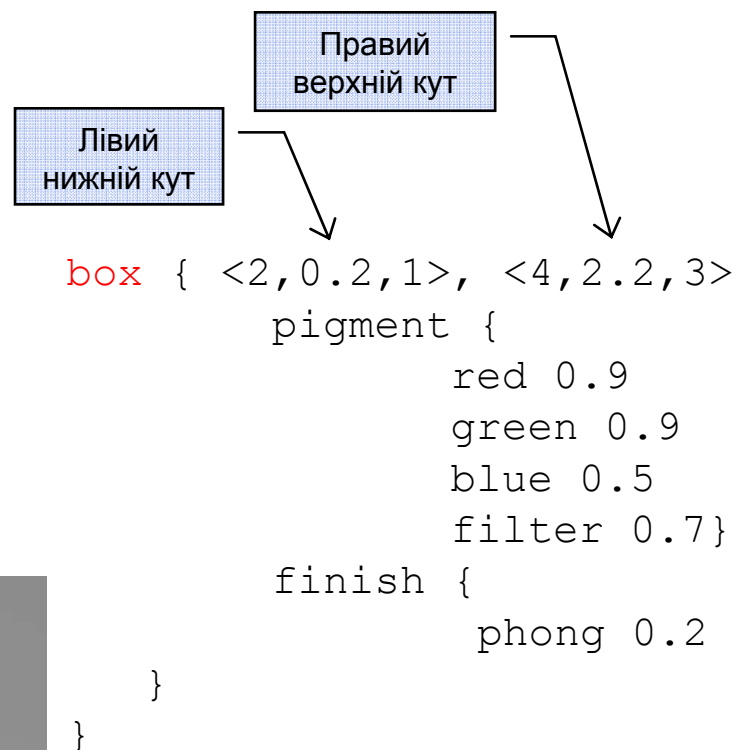 Правий
верхній кут
Лівий
нижній кут
box { <2,0.2,1>, <4,2.2,3>
pigment {
red 0.9
green 0.9
blue 0.5
filter 0.7}
finish {
phong 0.2
}
}